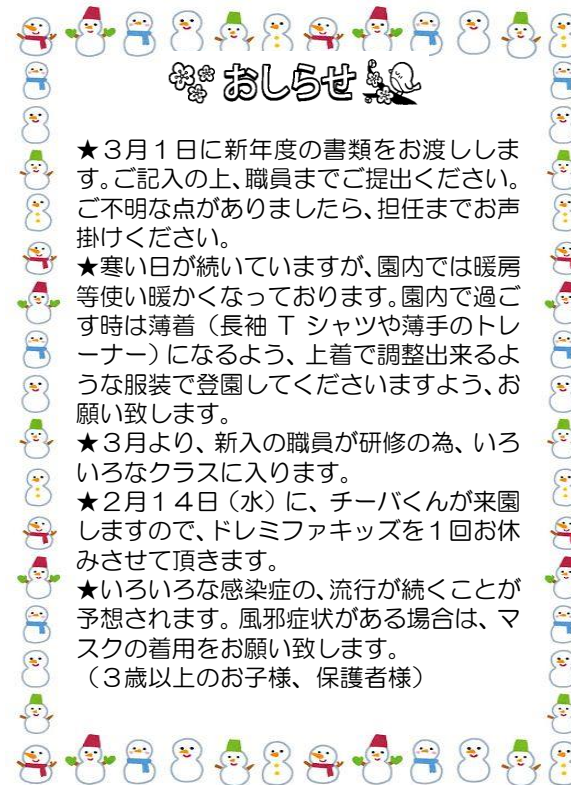 おしらせ
★３月１日に新年度の書類をお渡ししま
す。ご記入の上、職員までご提出ください。
ご不明な点がありましたら、担任までお声
掛けください。
★寒い日が続いていますが、園内では暖房
等使い暖かくなっております。園内で過ご
す時は薄着（長袖 T シャツや薄手のトレ
ーナー）になるよう、上着で調整出来るよ
うな服装で登園してくださいますよう、お
願い致します。
★３月より、新入の職員が研修の為、いろ
いろなクラスに入ります。
★２月１４日（水）に、チーバくんが来園
しますので、ドレミファキッズを１回お休
みさせて頂きます。
★いろいろな感染症の、流行が続くことが
予想されます。風邪症状がある場合は、マ
スクの着用をお願い致します。
（３歳以上のお子様、保護者様）